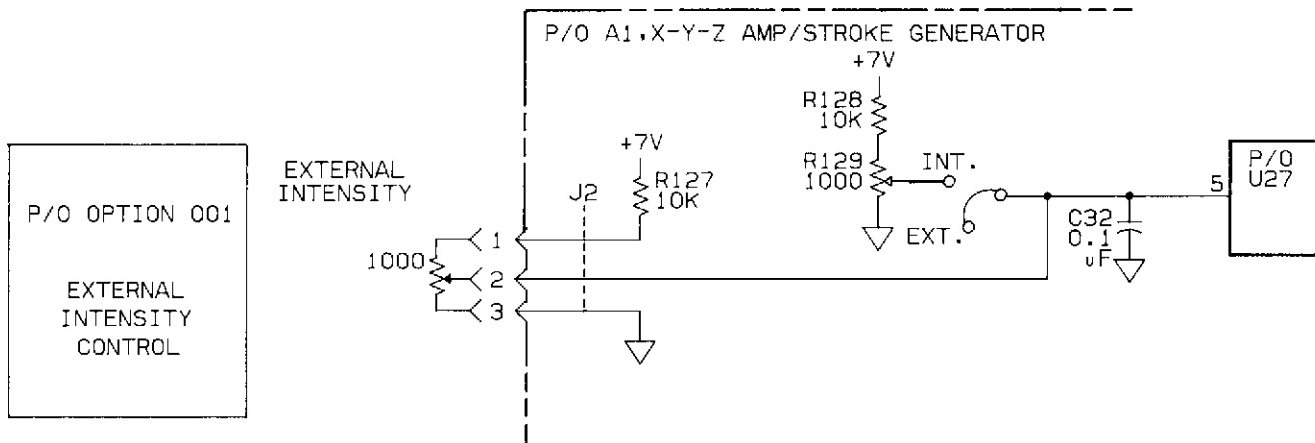 P/O A1,X-Y-Z AMP/STROKE GENERATOR
+7V
R128
10K
R129
1000
INT.
EXT.
P/O
U27
5
C32
0.1
uF
+7V
R127
10K
J2
EXTERNAL
INTENSITY
1000
1
2
3
P/O OPTION 001
EXTERNAL
INTENSITY
CONTROL